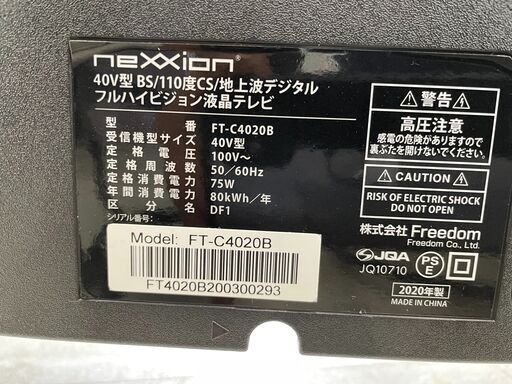 neXXion
40V型 BS/110度CS/地上波デジタル
フルハイビジョン液晶テレビ
型番 FT-C4020B
受信機型サイズ 40V型
定格電圧 100V～
定格周波数 50/60Hz
定格消費電力 75W
年間消費電力 80kWh/年
区分名 DF1
シリアル番号:
Model: FT-C4020B
FT4020B200300293
警告
高圧注意
感電の危険がありますので
裏ぶたを開けないでください。
CAUTION
RISK OF ELECTRIC SHOCK
DO NOT OPEN
株式会社 Freedom
Freedom Co., Ltd.
JQA
JQ10710
PS
E
2020年製
MADE IN CHINA